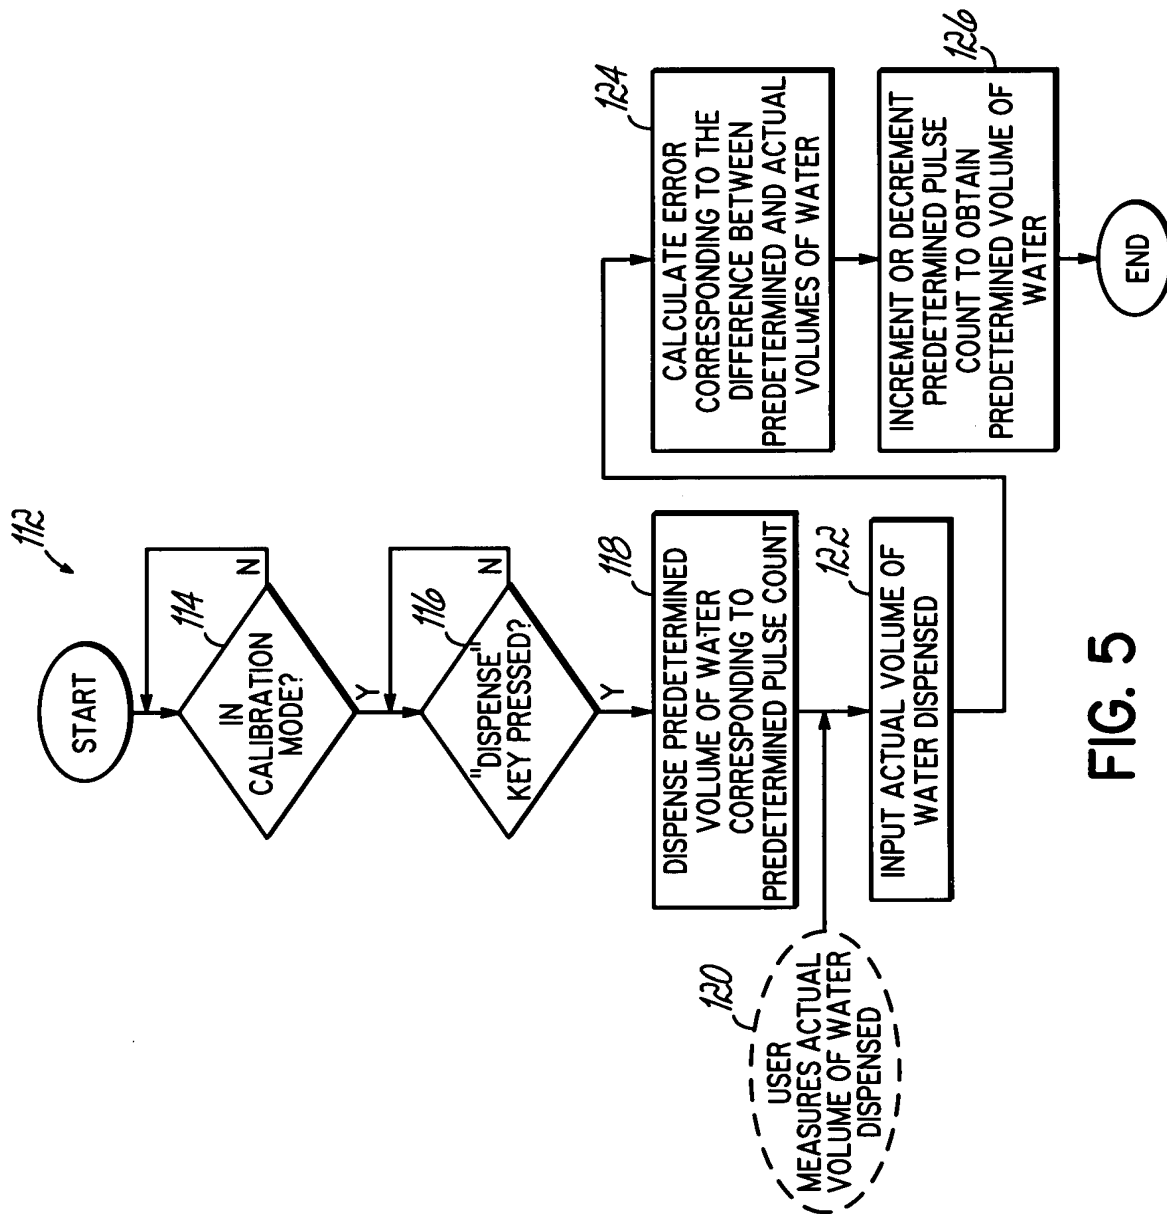 112
START
114
IN
CALIBRATION
MODE?
N
Y
116
"DISPENSE"
KEY PRESSED?
N
Y
118
DISPENSE PREDETERMINED
VOLUME OF WATER
CORRESPONDING TO
PREDETERMINED PULSE COUNT
120
USER
MEASURES ACTUAL
VOLUME OF WATER
DISPENSED
122
INPUT ACTUAL VOLUME OF
WATER DISPENSED
124
CALCULATE ERROR
CORRESPONDING TO THE
DIFFERENCE BETWEEN
PREDETERMINED AND ACTUAL
VOLUMES OF WATER
126
INCREMENT OR DECREMENT
PREDETERMINED PULSE
COUNT TO OBTAIN
PREDETERMINED VOLUME OF
WATER
END
FIG. 5